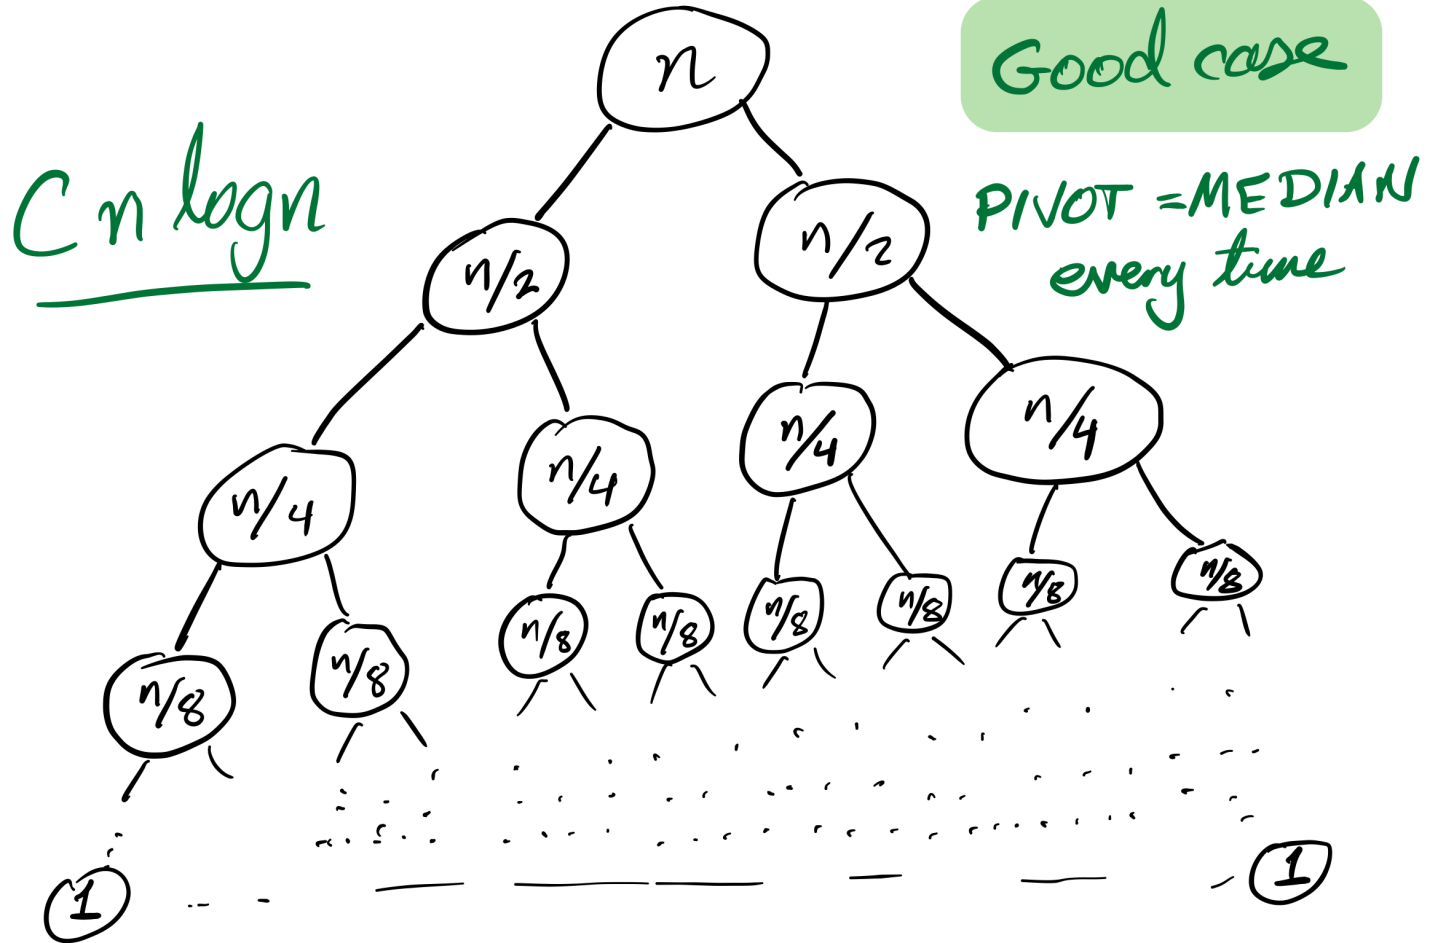 n
Good case
C n logn
PIVOT = MEDIAN
every time
n/2 n/2
n/4 n/4 n/4 n/4
n/8 n/8 n/8 n/8 n/8 n/8 n/8 n/8
1 1